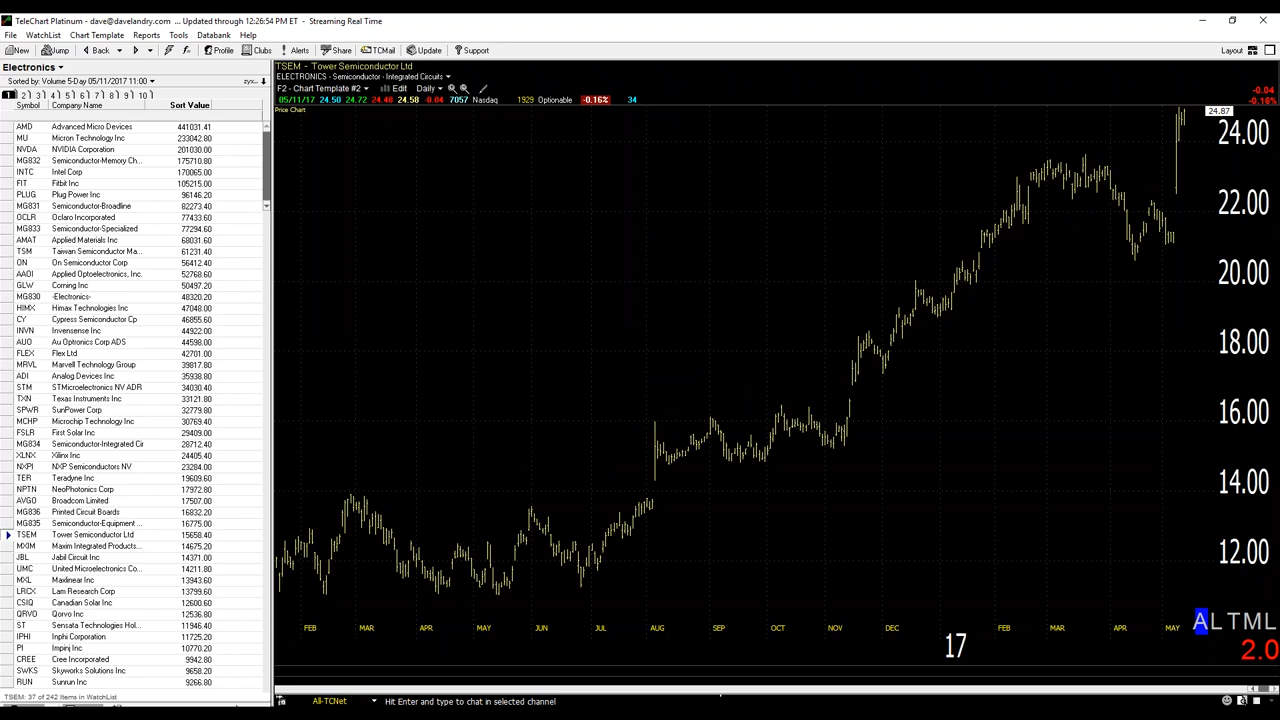 TeleChart Platinum - dave@davelandry.com ... Updated through 12:26:54 PM ET - Streaming Real Time
File WatchList Chart Template Reports Tools Databank Help
New Jump Back Profile Clubs Alerts Share TCMail Update Support Layout
Electronics
Sorted by: Volume 5-Day 05/11/2017 11:00
1 2 3 4 5 6 7 8 9 10
Symbol Company Name Sort Value
AMD Advanced Micro Devices 441031.41
MU Micron Technology Inc 233042.80
NVDA NVIDIA Corporation 201030.00
MG832 Semiconductor-Memory Ch... 175710.80
INTC Intel Corp 170065.00
FIT Fitbit Inc 105215.00
PLUG Plug Power Inc 96146.20
MG831 Semiconductor-Broadline 82273.40
OCLR Oclaro Incorporated 77433.60
MG833 Semiconductor-Specialized 77294.60
AMAT Applied Materials Inc 68031.60
TSM Taiwan Semiconductor Ma... 61231.40
ON On Semiconductor Corp 56412.40
AAOI Applied Optoelectronics, Inc. 52768.60
GLW Corning Inc 50497.20
MG830 -Electronics- 48320.20
HIMX Himax Technologies Inc 47048.00
CY Cypress Semiconductor Cp 46855.60
INVN Invensense Inc 44922.00
AUO Au Optronics Corp ADS 44598.00
FLEX Flex Ltd 42701.00
MRVL Marvell Technology Group 39817.80
ADI Analog Devices Inc 35938.80
STM STMicroelectronics NV ADR 34030.40
TXN Texas Instruments Inc 33121.80
SPWR SunPower Corp 32779.80
MCHP Microchip Technology Inc 30769.40
FSLR First Solar Inc 29409.00
MG834 Semiconductor-Integrated Cir 28712.40
XLNX Xilinx Inc 24405.40
NXPI NXP Semiconductors NV 23284.00
TER Teradyne Inc 19609.60
NPTN NeoPhotonics Corp 17972.80
AVGO Broadcom Limited 17507.00
MG836 Printed Circuit Boards 16832.20
MG835 Semiconductor-Equipment ... 16775.00
TSEM Tower Semiconductor Ltd 15658.40
MXIM Maxim Integrated Products... 14675.20
JBL Jabil Circuit Inc 14371.00
UMC United Microelectronics Co... 14211.80
MXL Maxlinear Inc 13943.60
LRCX Lam Research Corp 13799.60
CSIQ Canadian Solar Inc 12600.60
QRVO Qorvo Inc 12536.80
ST Sensata Technologies Hol... 11946.40
IPHI Inphi Corporation 11725.20
PI Impinj Inc 10770.20
CREE Cree Incorporated 9942.80
SWKS Skyworks Solutions Inc 9658.20
RUN Sunrun Inc 9266.80
TSEM: 37 of 242 Items in WatchList
TSEM - Tower Semiconductor Ltd
ELECTRONICS - Semiconductor - Integrated Circuits
F2 - Chart Template #2 Edit Daily
05/11/17 24.50 24.72 24.40 24.58 -0.04 7057 Nasdaq 1929 Optionable -0.16% 34
-0.04
-0.16%
Price Chart
24.87
24.00
22.00
20.00
18.00
16.00
14.00
12.00
FEB MAR APR MAY JUN JUL AUG SEP OCT NOV DEC 17 FEB MAR APR MAY
ALTML
2.0
All-TCNet Hit Enter and type to chat in selected channel